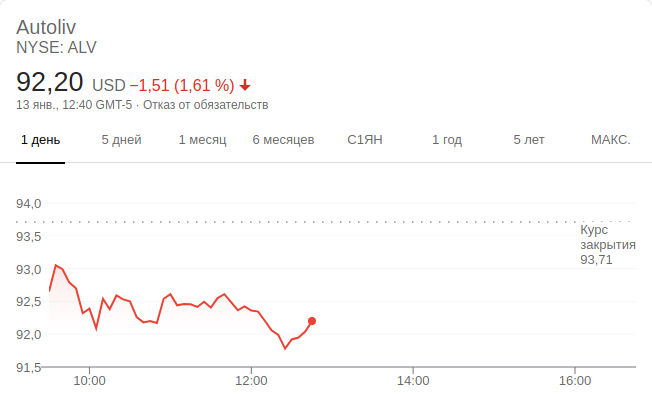 Autoliv
NYSE: ALV
92,20 USD −1,51 (1,61 %)
13 янв., 12:40 GMT-5 · Отказ от обязательств
1 день 5 дней 1 месяц 6 месяцев С1ЯН 1 год 5 лет МАКС.
94,0
93,5
Курс
закрытия
93,71
93,0
92,5
92,0
91,5
10:00 12:00 14:00 16:00